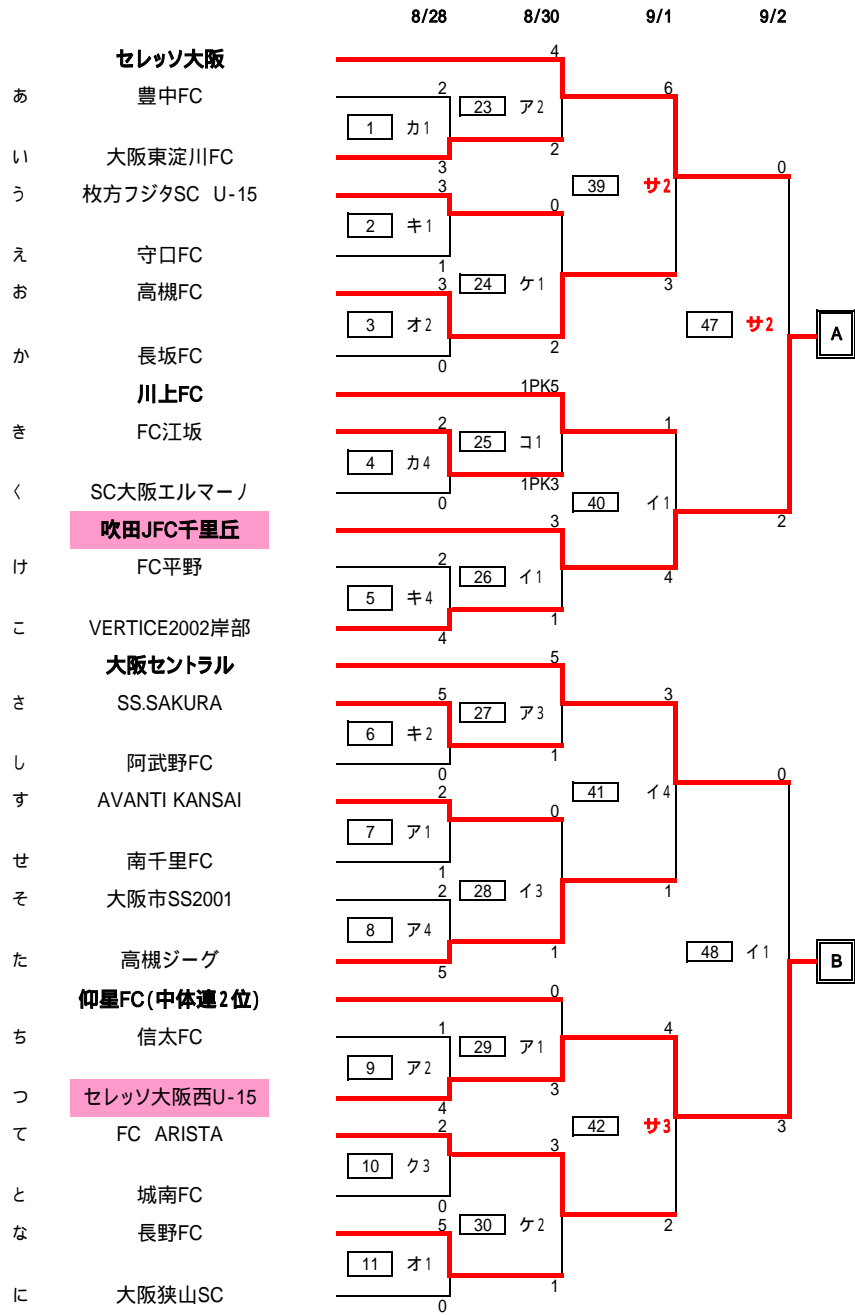 8/28 8/30 9/1 9/2
セレッソ大阪 4
あ 豊中FC 2 6
23 ア2
1 カ1
い 大阪東淀川FC 3 2 0
う 枚方フジタSC U-15 3 39 サ2
0
2 キ1
え 守口FC 1
お 高槻FC 3 24 ケ1 3
3 オ2 47 サ2 A
か 長坂FC 0 2
川上FC 1PK5
き FC江坂 2 1
25 コ1
4 カ4
く SC大阪エルマーノ 0 1PK3 40 イ1
吹田JFC千里丘 3 2
け FC平野 2 4
26 イ1
5 キ4
こ VERTICE2002岸部 4 1
大阪セントラル 5
さ SS.SAKURA 5 3
27 ア3
6 キ2
し 阿武野FC 0 1 0
す AVANTI KANSAI 2 41 イ4
0
7 ア1
せ 南千里FC 1
そ 大阪市SS2001 2 28 イ3 1
8 ア4
た 高槻ジーグ 5 1 48 イ1 B
仰星FC(中体連2位) 0
ち 信太FC 1 4
29 ア1
9 ア2
つ セレッソ大阪西U-15 4 3
て FC ARISTA 2 42 サ3 3
3
10 ク3
と 城南FC 0
な 長野FC 5 30 ケ2 2
11 オ1
に 大阪狭山SC 0 1